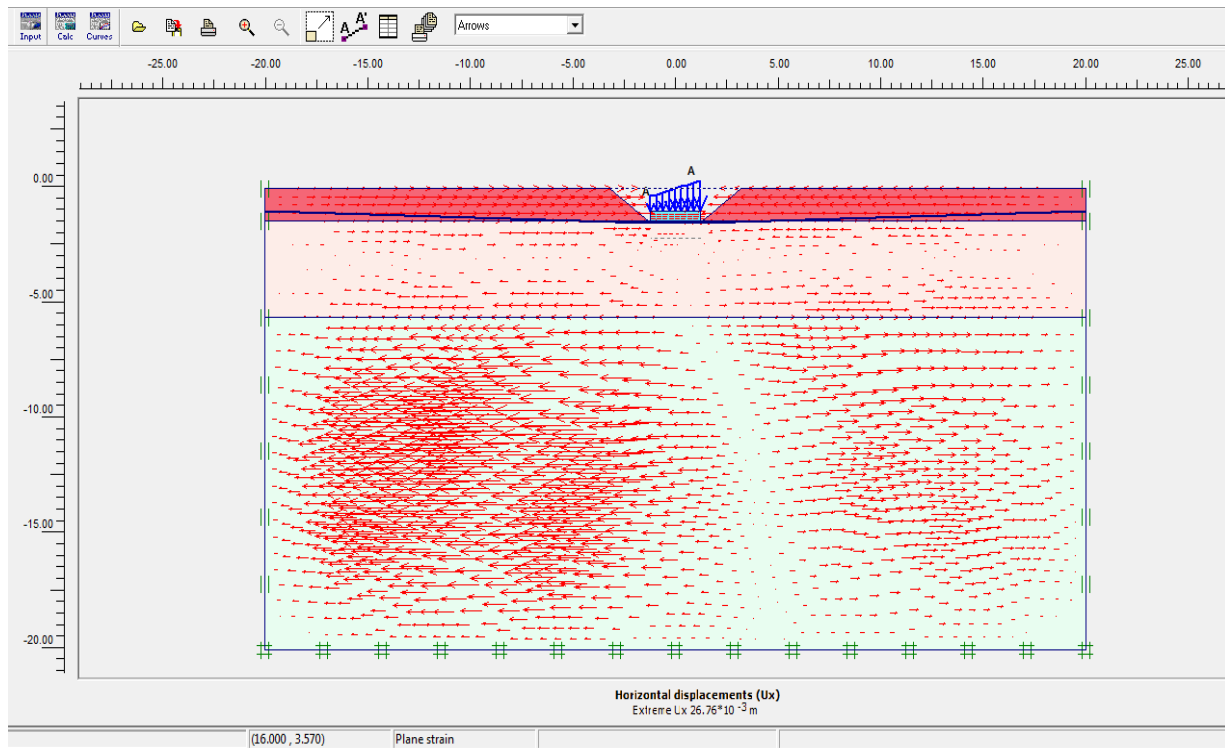 Input Calc Curves A A' Arrows
-25.00 -20.00 -15.00 -10.00 -5.00 0.00 5.00 10.00 15.00 20.00 25.00
A
A
0.00
-5.00
-10.00
-15.00
-20.00
Horizontal displacements (Ux)
Extreme Ux 26.76*10 -3 m
(16.000 , 3.570) Plane strain